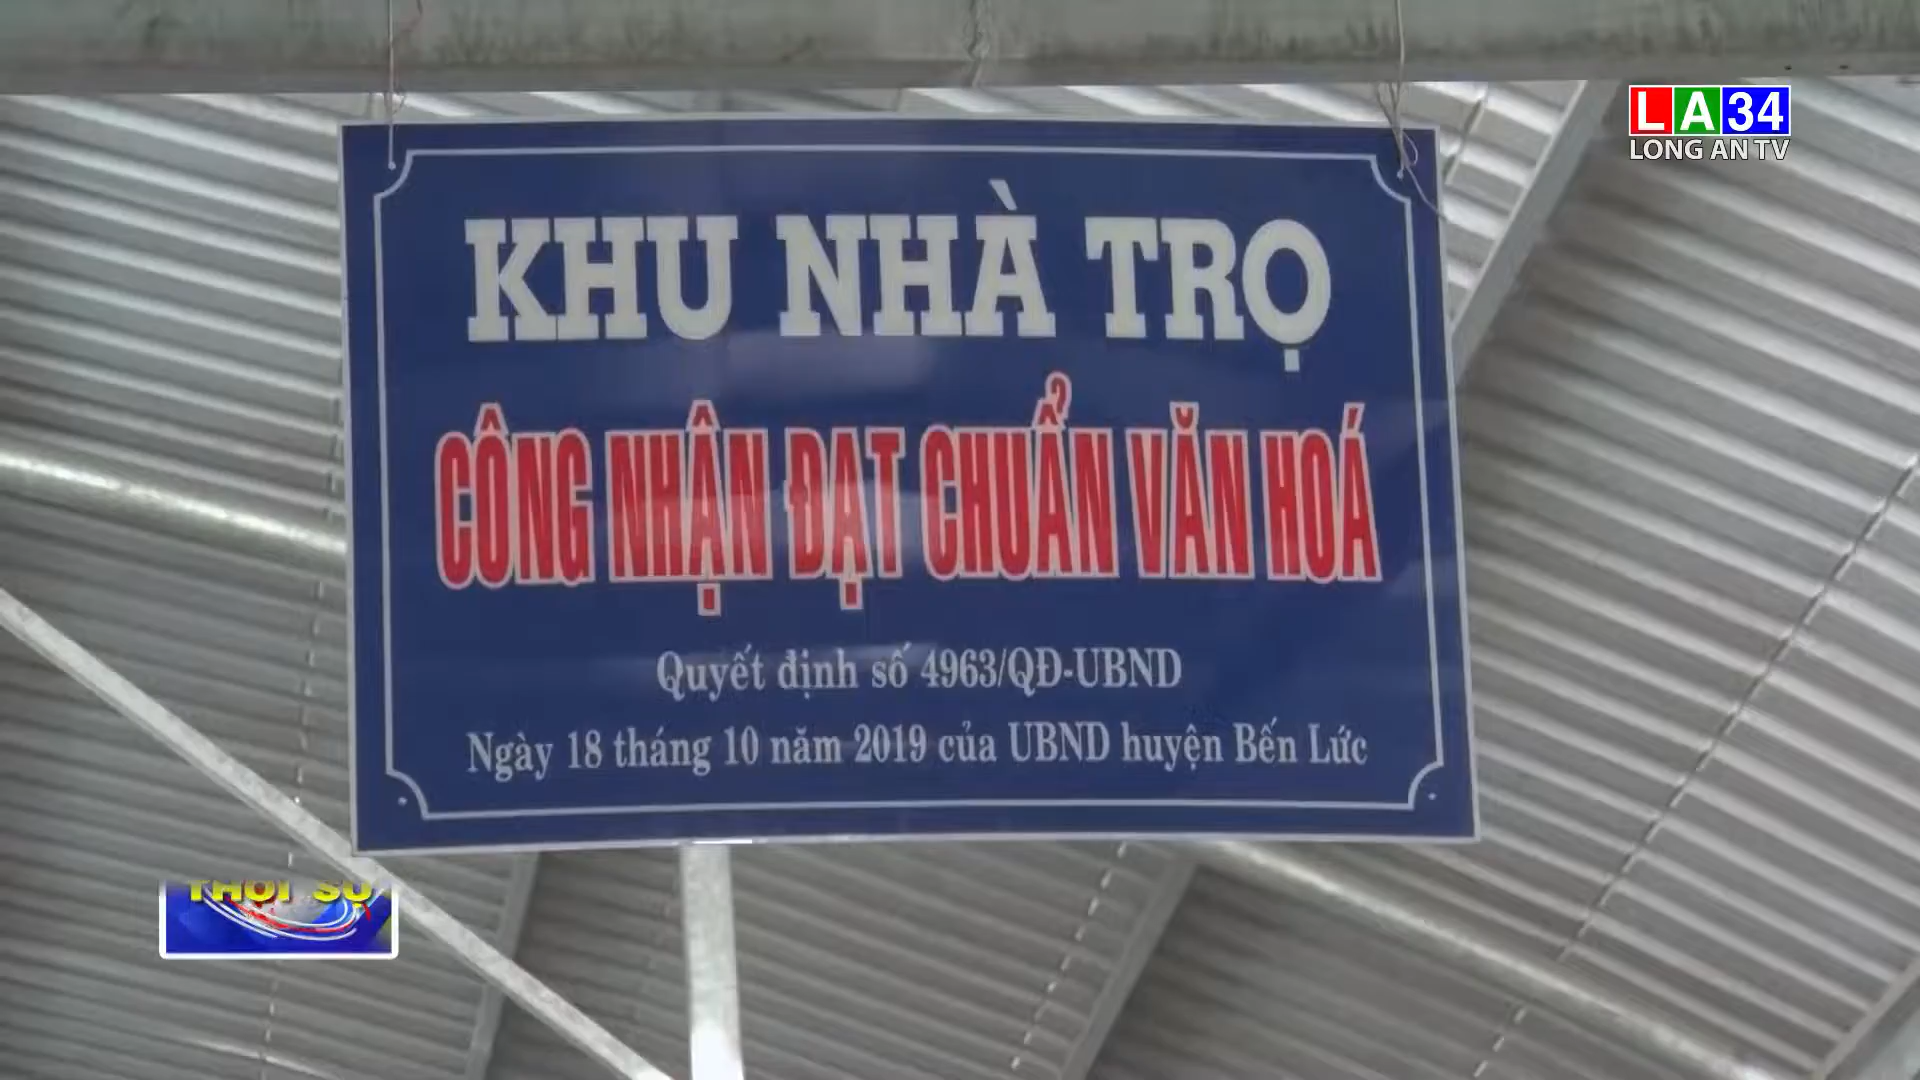 LA34
LONG AN TV
KHU NHÀ TRỌ
CÔNG NHẬN ĐẠT CHUẨN VĂN HOÁ
Quyết định số 4963/QĐ-UBND
Ngày 18 tháng 10 năm 2019 của UBND huyện Bến Lức
THỜI SỰ